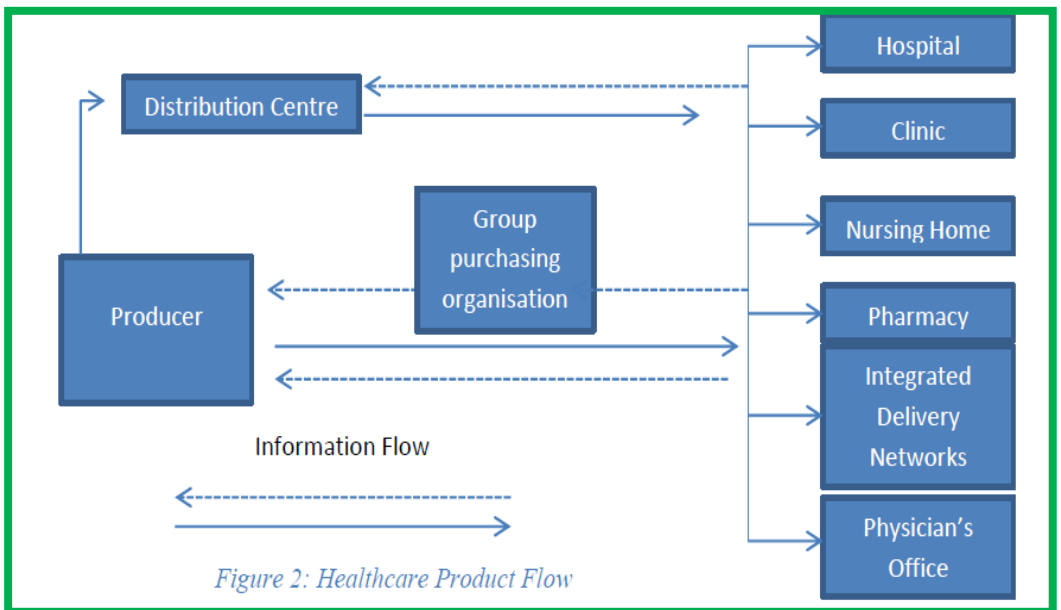 Hospital
Distribution Centre
Clinic
Group
purchasing
organisation
Nursing Home
Producer
Pharmacy
Integrated
Delivery
Networks
Information Flow
Physician's
Office
Figure 2: Healthcare Product Flow